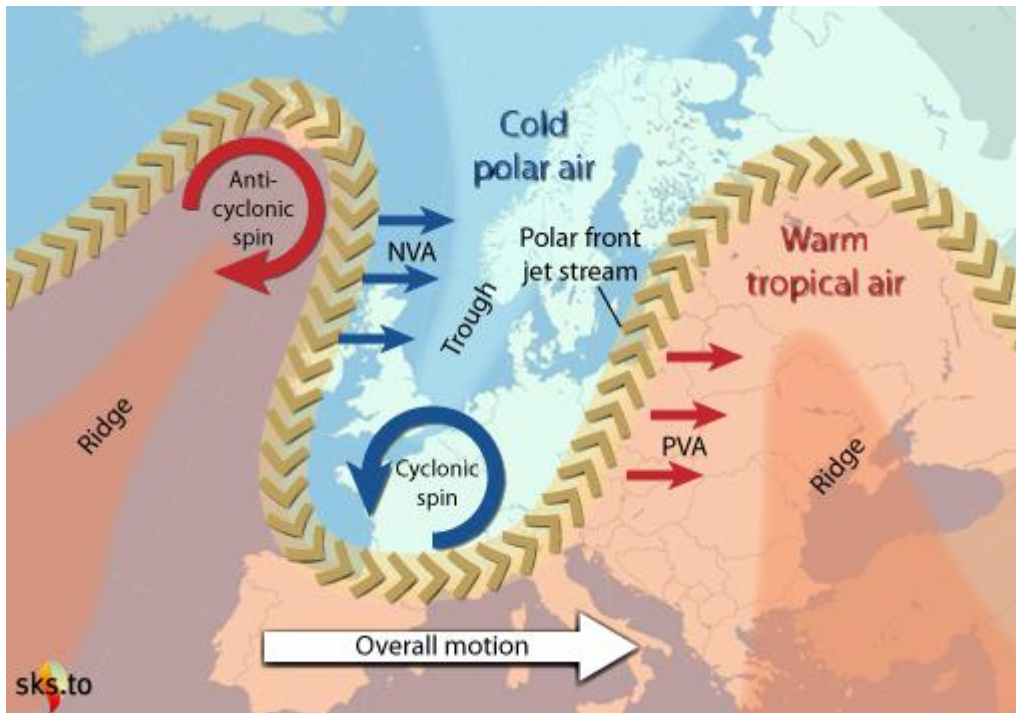 Cold
polar air
Anti-
cyclonic
spin
NVA
Polar front
jet stream
Warm
tropical air
Trough
Ridge
PVA
Ridge
Cyclonic
spin
Overall motion
sks.to